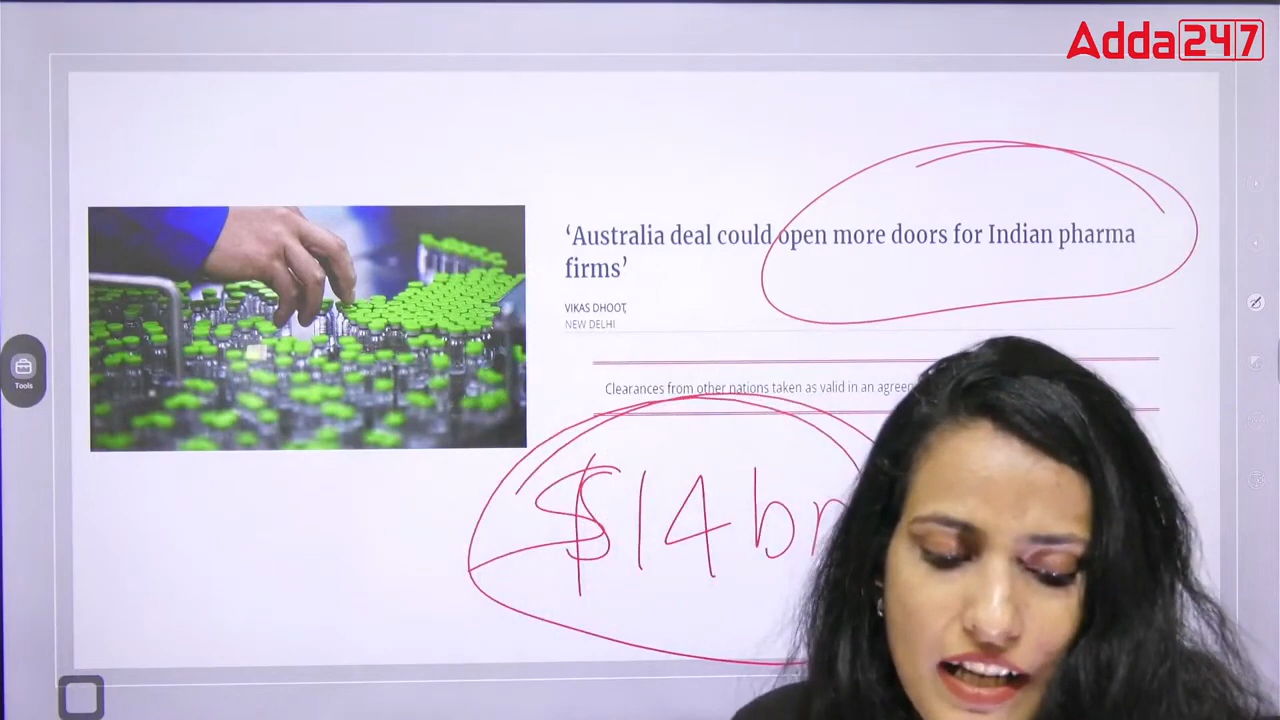 Adda247
‘Australia deal could open more doors for Indian pharma
firms’
VIKAS DHOOT,
NEW DELHI
Clearances from other nations taken as valid in an
$14 bn
Tools